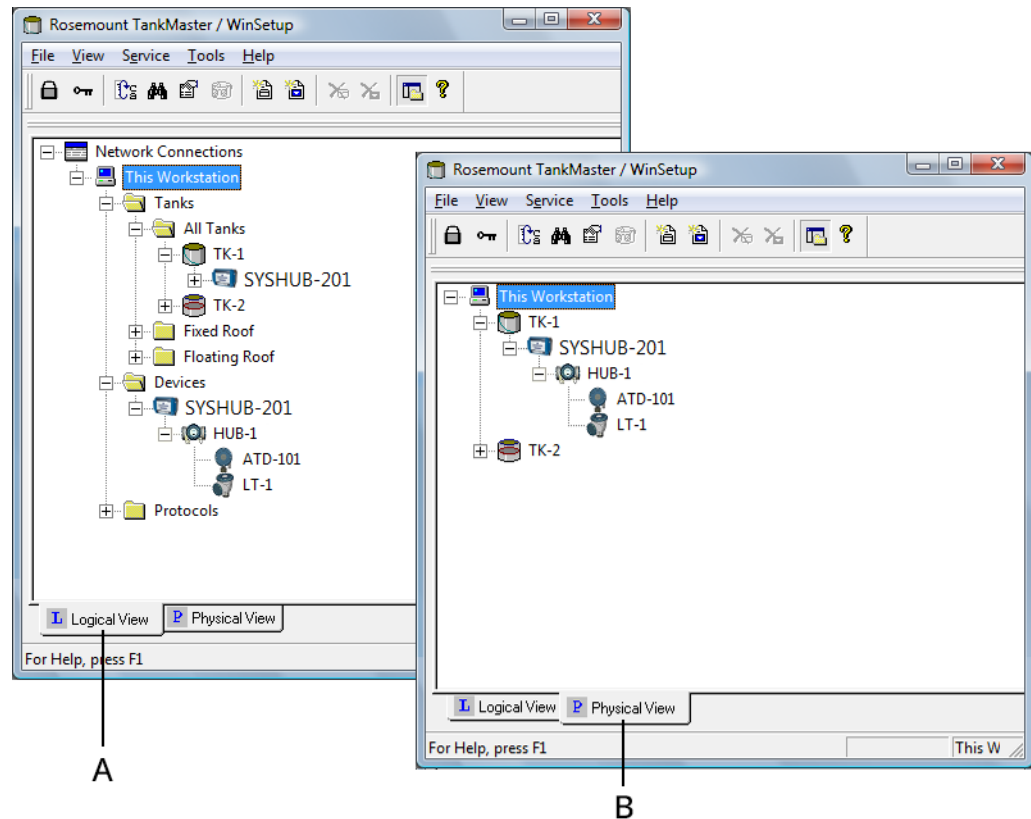 Rosemount TankMaster / WinSetup
File View Service Tools Help
Network Connections
This Workstation
Tanks
All Tanks
TK-1
SYSHUB-201
TK-2
Fixed Roof
Floating Roof
Devices
SYSHUB-201
HUB-1
ATD-101
LT-1
Protocols
L Logical View P Physical View
For Help, press F1
A
Rosemount TankMaster / WinSetup
File View Service Tools Help
This Workstation
TK-1
SYSHUB-201
HUB-1
ATD-101
LT-1
TK-2
L Logical View P Physical View
For Help, press F1 This W
B